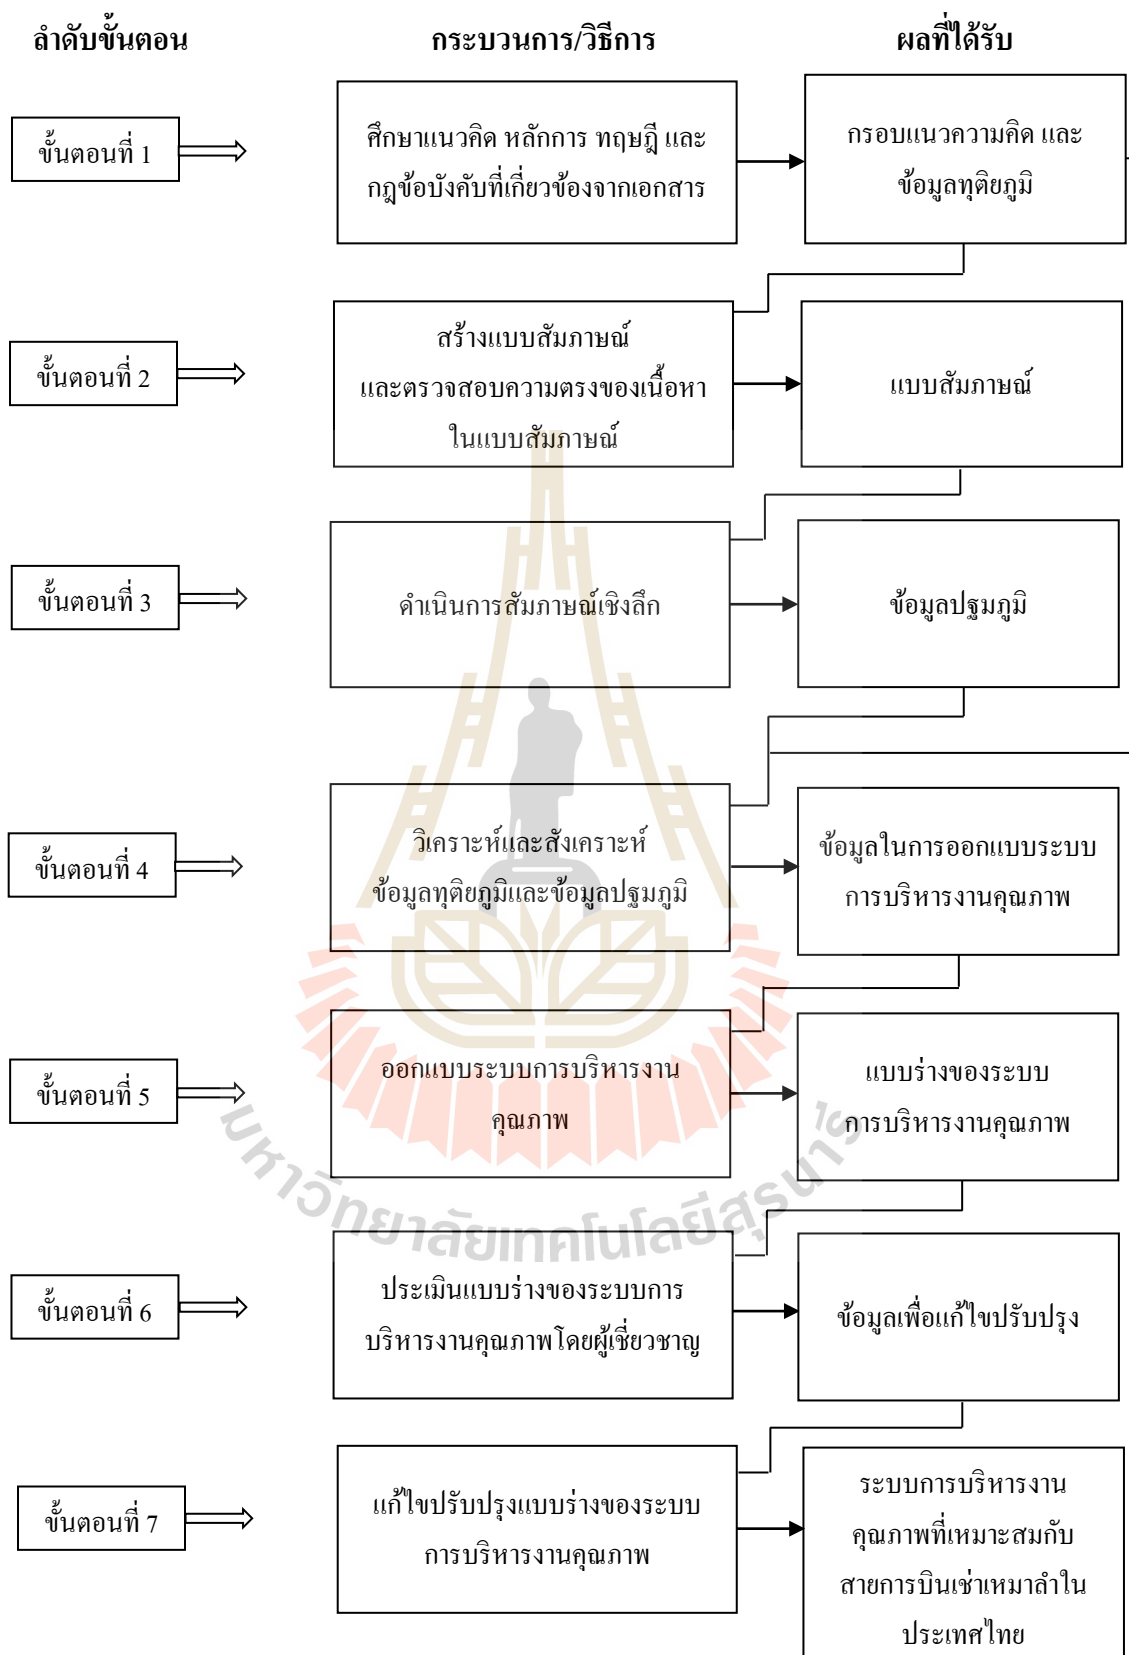 ลำดับขั้นตอน
กระบวนการ/วิธีการ
ผลที่ได้รับ
ขั้นตอนที่ 1
ศึกษาแนวคิด หลักการ ทฤษฎี และ
กฎข้อบังคับที่เกี่ยวข้องจากเอกสาร
กรอบแนวความคิด และ
ข้อมูลทุติยภูมิ
ขั้นตอนที่ 2
สร้างแบบสัมภาษณ์
และตรวจสอบความตรงของเนื้อหา
ในแบบสัมภาษณ์
แบบสัมภาษณ์
ขั้นตอนที่ 3
ดำเนินการสัมภาษณ์เชิงลึก
ข้อมูลปฐมภูมิ
ขั้นตอนที่ 4
วิเคราะห์และสังเคราะห์
ข้อมูลทุติยภูมิและข้อมูลปฐมภูมิ
ข้อมูลในการออกแบบระบบ
การบริหารงานคุณภาพ
ขั้นตอนที่ 5
ออกแบบระบบการบริหารงาน
คุณภาพ
แบบร่างของระบบ
การบริหารงานคุณภาพ
มหาวิทยาลัยเทคโนโลยีสุรนารี
ขั้นตอนที่ 6
ประเมินแบบร่างของระบบการ
บริหารงานคุณภาพโดยผู้เชี่ยวชาญ
ข้อมูลเพื่อแก้ไขปรับปรุง
ขั้นตอนที่ 7
แก้ไขปรับปรุงแบบร่างของระบบ
การบริหารงานคุณภาพ
ระบบการบริหารงาน
คุณภาพที่เหมาะสมกับ
สายการบินเช่าเหมาลำใน
ประเทศไทย